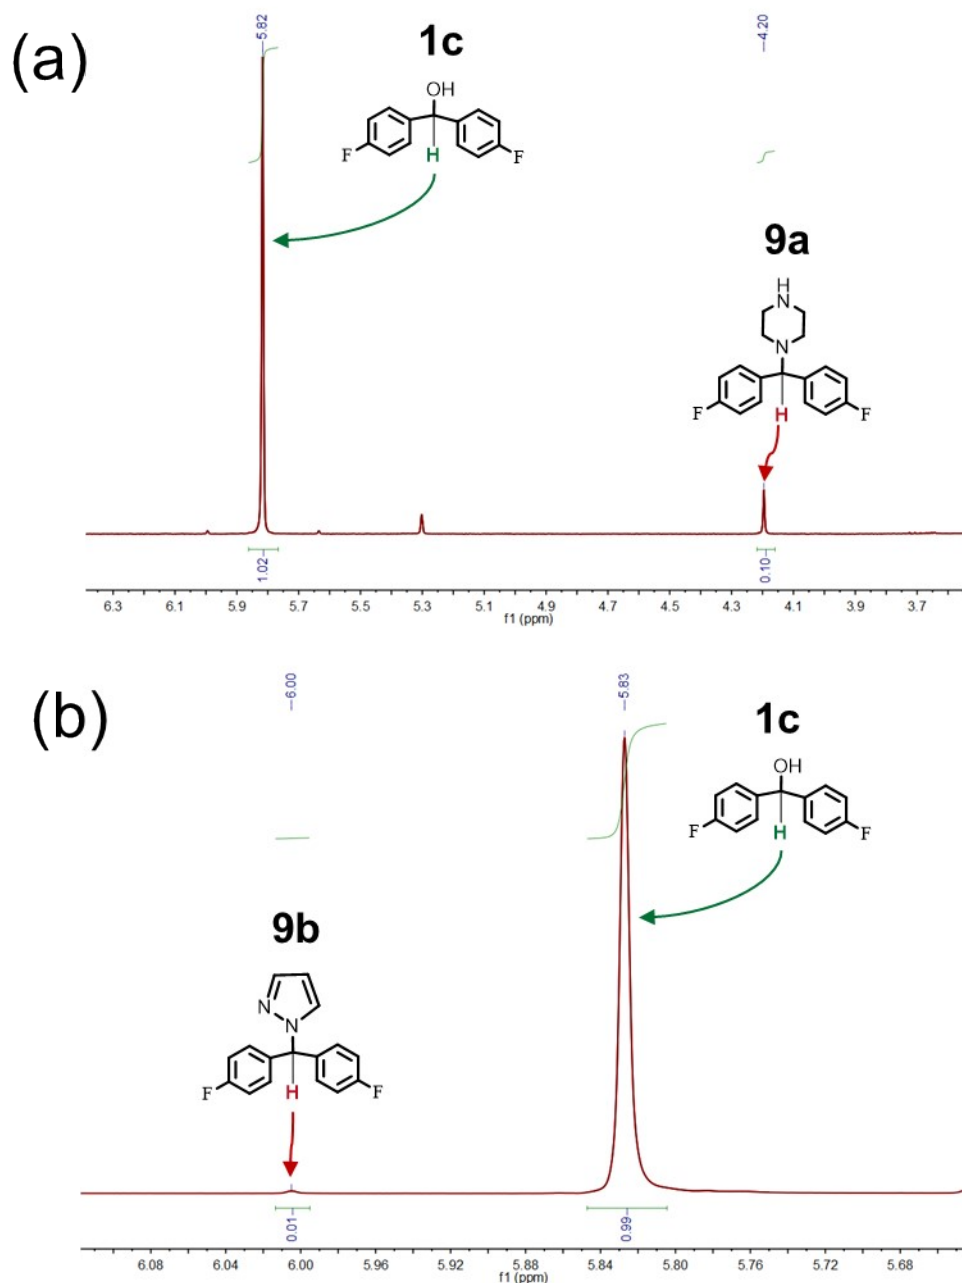 (a)
5.82
4.20
1c
OH
F
F
H
9a
H
N
N
F
F
H
1.02
0.10
6.3 6.1 5.9 5.7 5.5 5.3 5.1 4.9 4.7 4.5 4.3 4.1 3.9 3.7
f1 (ppm)
(b)
6.00
5.83
1c
OH
F
F
H
9b
N
N
F
F
H
0.01
0.99
6.08 6.04 6.00 5.96 5.92 5.88 5.84 5.80 5.76 5.72 5.68
f1 (ppm)